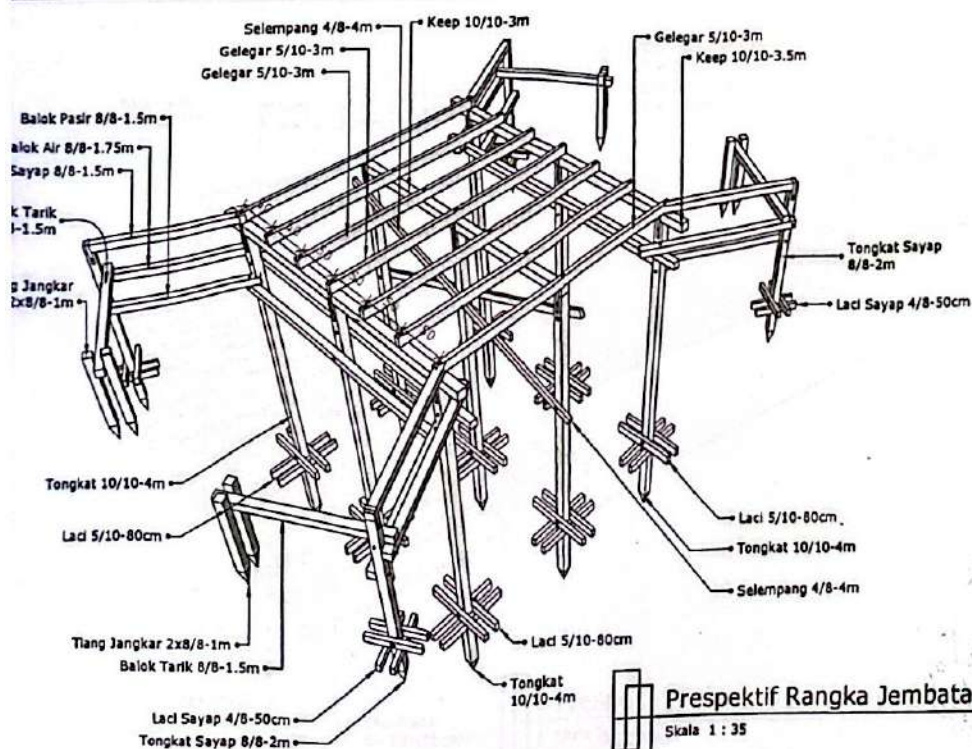 Selempang 4/8-4m
Keep 10/10-3m
Gelegar 5/10-3m
Gelegar 5/10-3m
Gelegar 5/10-3m
Keep 10/10-3.5m
Balok Pasir 8/8-1.5m
alok Air 8/8-1.75m
Sayap 8/8-1.5m
k Tarik
-1.5m
g Jangkar
2x8/8-1m
Tongkat Sayap
8/8-2m
Laci Sayap 4/8-50cm
Tongkat 10/10-4m
Laci 5/10-80cm
Laci 5/10-80cm
Tongkat 10/10-4m
Selempang 4/8-4m
Tiang Jangkar 2x8/8-1m
Balok Tarik 8/8-1.5m
Laci 5/10-80cm
Tongkat
10/10-4m
Laci Sayap 4/8-50cm
Tongkat Sayap 8/8-2m
Prespektif Rangka Jembata
Skala 1 : 35